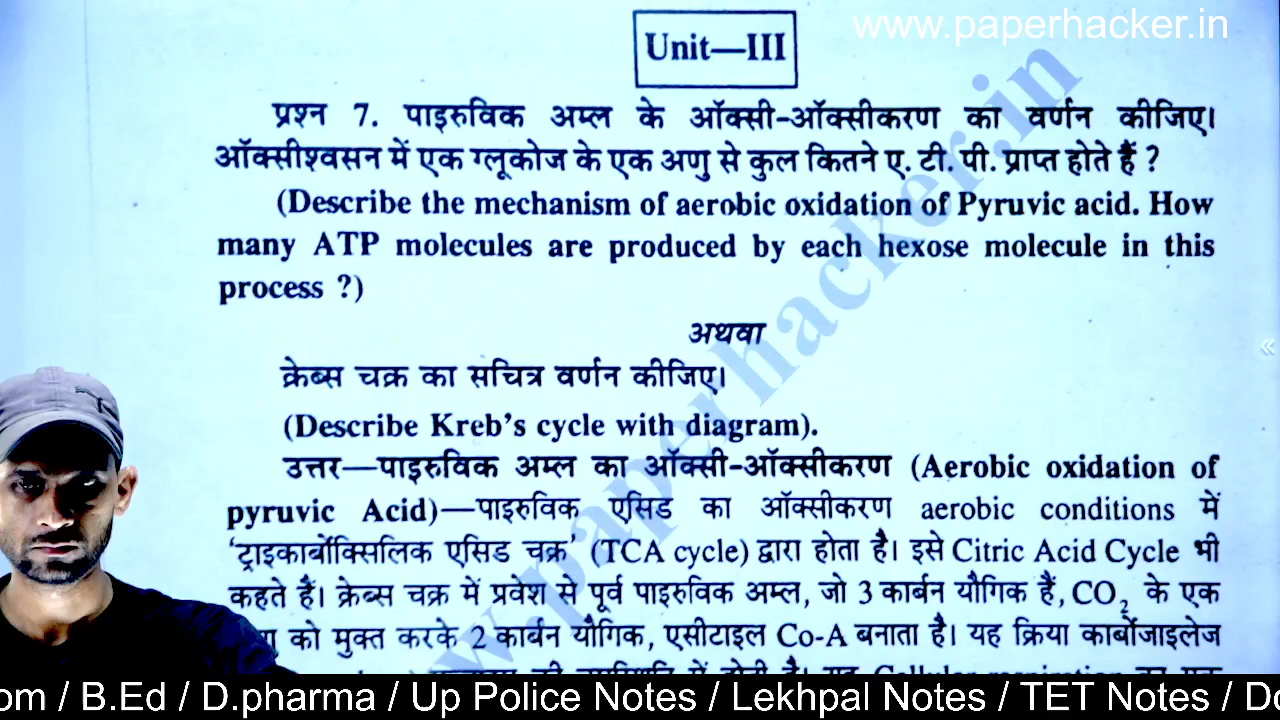 www.paperhacker.in
Unit—III
प्रश्न 7. पाइरुविक अम्ल के ऑक्सी-ऑक्सीकरण का वर्णन कीजिए।
ऑक्सीश्वसन में एक ग्लूकोज के एक अणु से कुल कितने ए. टी. पी. प्राप्त होते हैं ?
(Describe the mechanism of aerobic oxidation of Pyruvic acid. How
many ATP molecules are produced by each hexose molecule in this
process ?)
अथवा
क्रेब्स चक्र का सचित्र वर्णन कीजिए।
(Describe Kreb's cycle with diagram).
उत्तर—पाइरुविक अम्ल का ऑक्सी-ऑक्सीकरण (Aerobic oxidation of
pyruvic Acid)—पाइरुविक एसिड का ऑक्सीकरण aerobic conditions में
'ट्राइकार्बोक्सिलिक एसिड चक्र' (TCA cycle) द्वारा होता है। इसे Citric Acid Cycle भी
कहते हैं। क्रेब्स चक्र में प्रवेश से पूर्व पाइरुविक अम्ल, जो 3 कार्बन यौगिक हैं, CO₂ के एक
को मुक्त करके 2 कार्बन यौगिक, एसीटाइल Co-A बनाता है। यह क्रिया कार्बोजाइलेज
www.paperhacker.in
om / B.Ed / D.pharma / Up Police Notes / Lekhpal Notes / TET Notes / Do